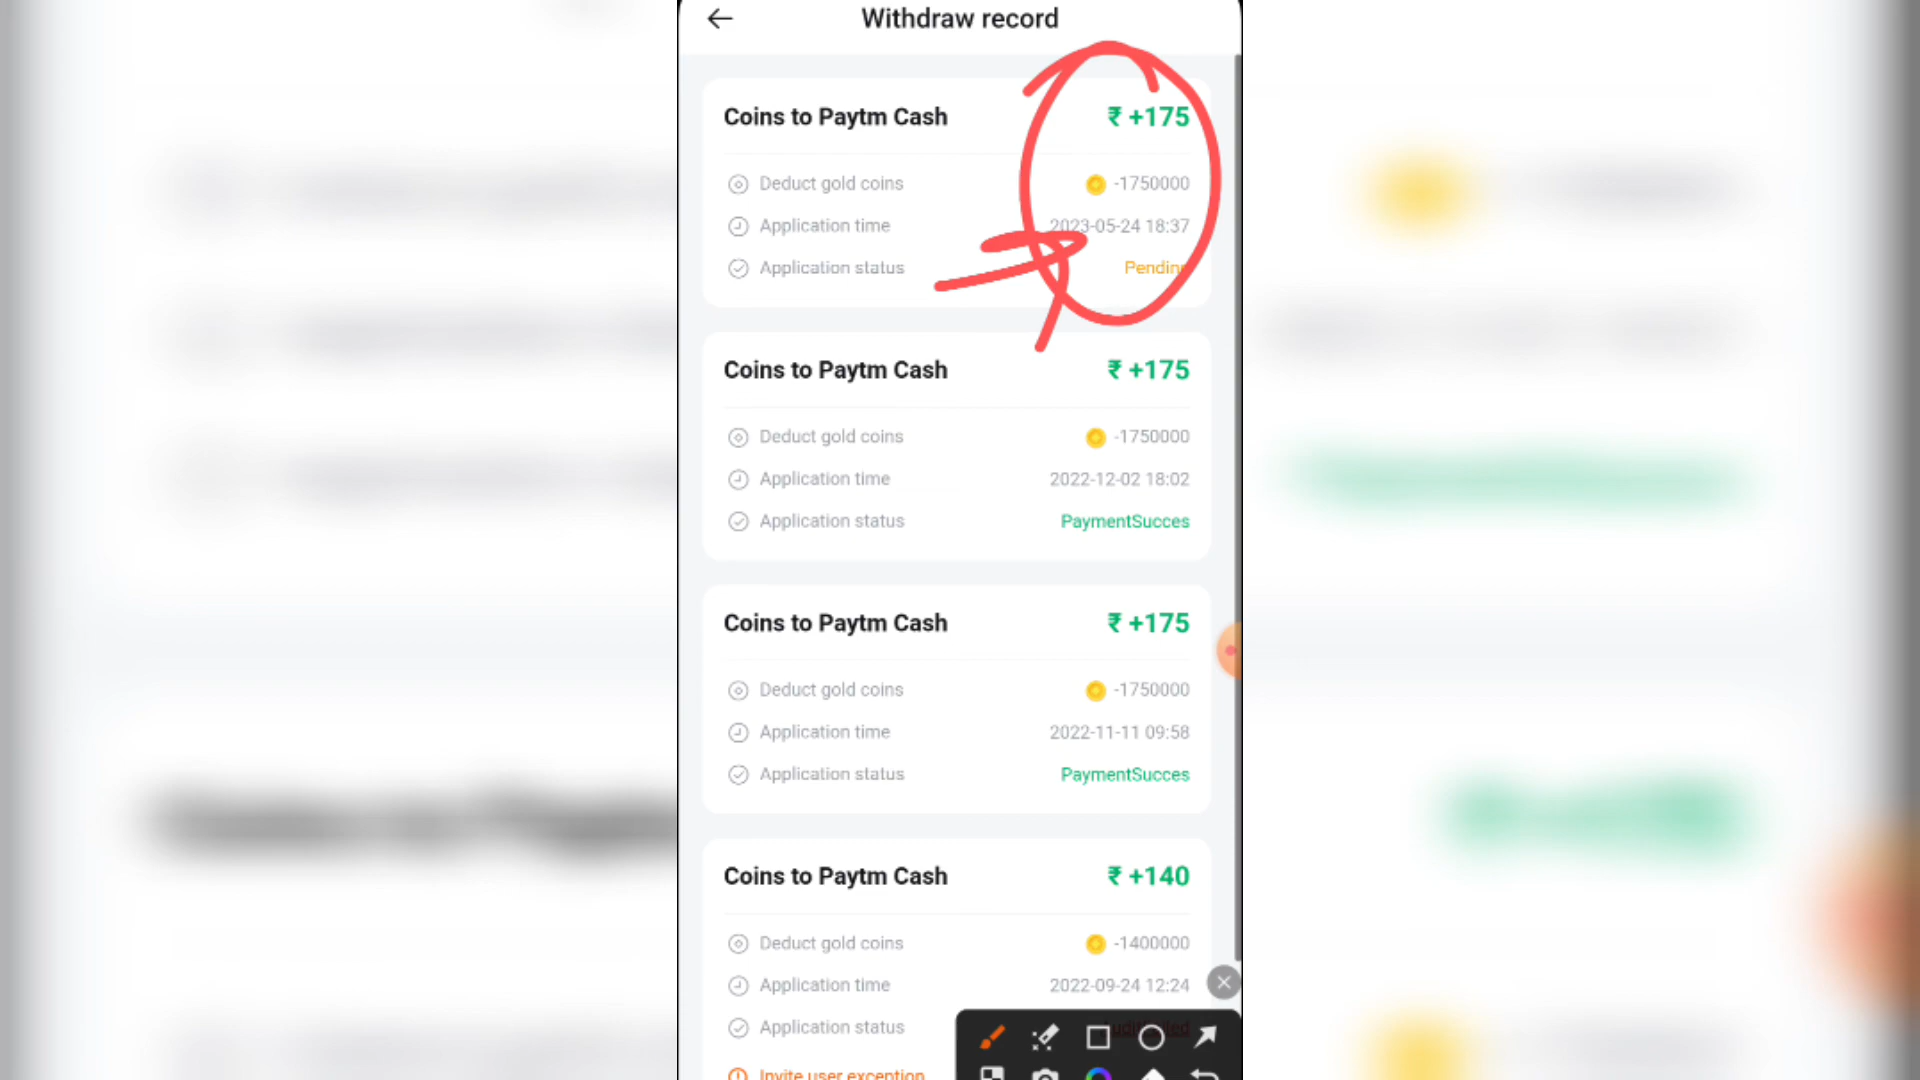 Withdraw record
Coins to Paytm Cash ₹ +175
Deduct gold coins -1750000
Application time 2023-05-24 18:37
Application status Pending
Coins to Paytm Cash ₹ +175
Deduct gold coins -1750000
Application time 2022-12-02 18:02
Application status PaymentSucces
Coins to Paytm Cash ₹ +175
Deduct gold coins -1750000
Application time 2022-11-11 09:58
Application status PaymentSucces
Coins to Paytm Cash ₹ +140
Deduct gold coins -1400000
Application time 2022-09-24 12:24
Application status
Invite user exception